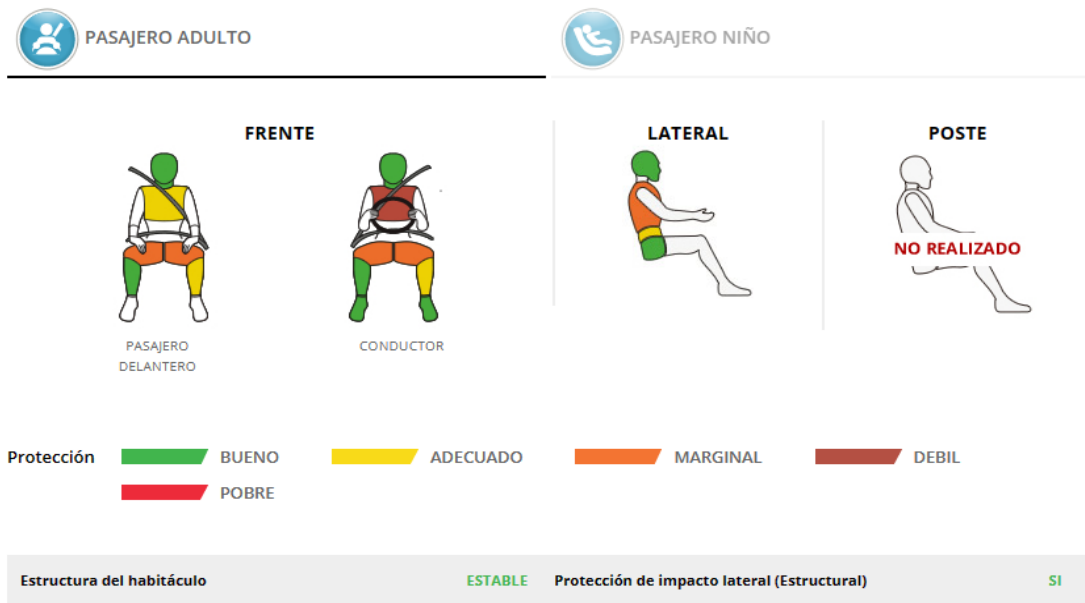 PASAJERO ADULTO
PASAJERO NIÑO
FRENTE
LATERAL
POSTE
NO REALIZADO
PASAJERO
DELANTERO
CONDUCTOR
Protección
BUENO
ADECUADO
MARGINAL
DEBIL
POBRE
Estructura del habitáculo
ESTABLE
Protección de impacto lateral (Estructural)
SI